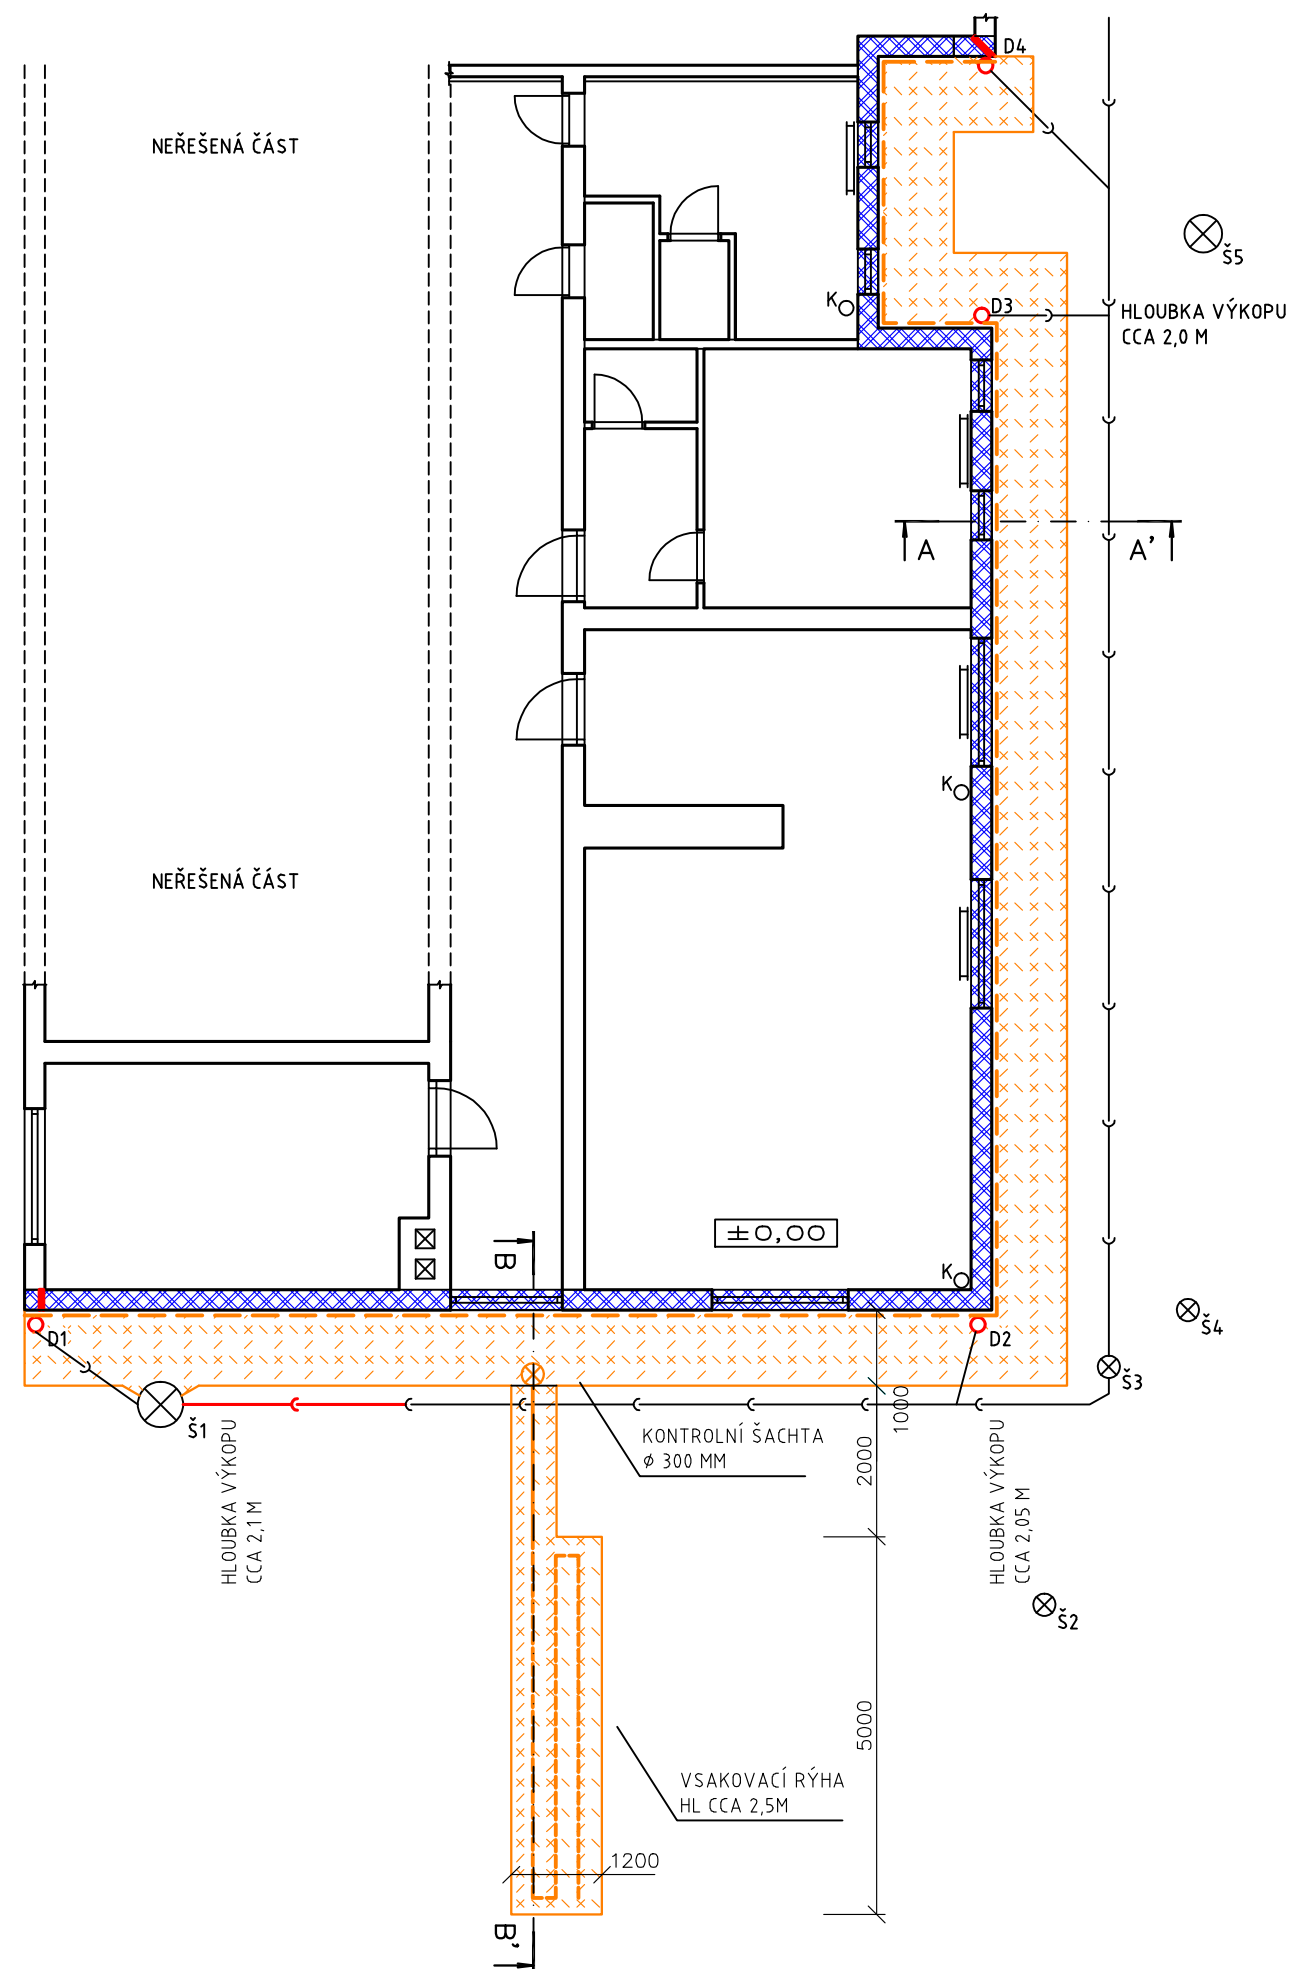 D4
NEŘEŠENÁ ČÁST
Š5
K
D3
HLOUBKA VÝKOPU
CCA 2,0 M
A
A'
K
NEŘEŠENÁ ČÁST
±0,00
B
K
Š4
D1
D2
Š3
Š1
1000
KONTROLNÍ ŠACHTA
ϕ 300 MM
2000
HLOUBKA VÝKOPU
CCA 2,1 M
HLOUBKA VÝKOPU
CCA 2,05 M
Š2
5000
VSAKOVACÍ RÝHA
HL CCA 2,5M
1200
B'